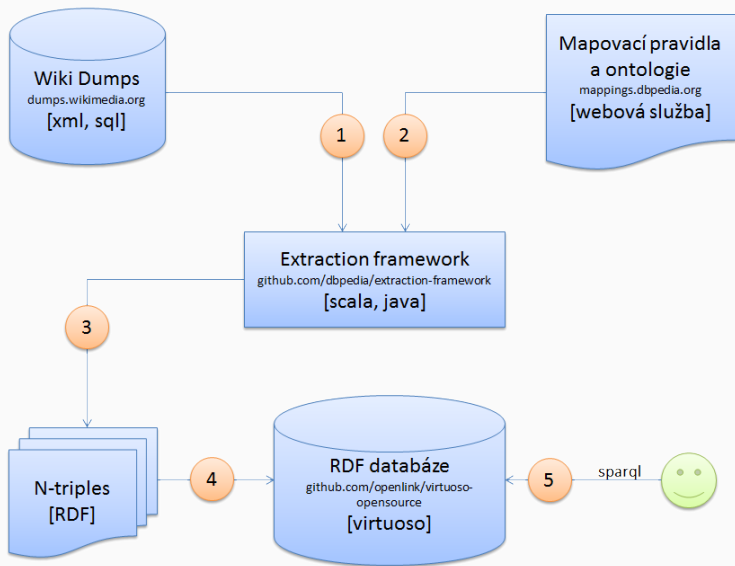 Wiki Dumps
dumps.wikimedia.org
[xml, sql]
Mapovací pravidla
a ontologie
mappings.dbpedia.org
[webová služba]
1
2
Extraction framework
github.com/dbpedia/extraction-framework
[scala, java]
3
N-triples
[RDF]
4
RDF databáze
github.com/openlink/virtuoso-
opensource
[virtuoso]
5
sparql